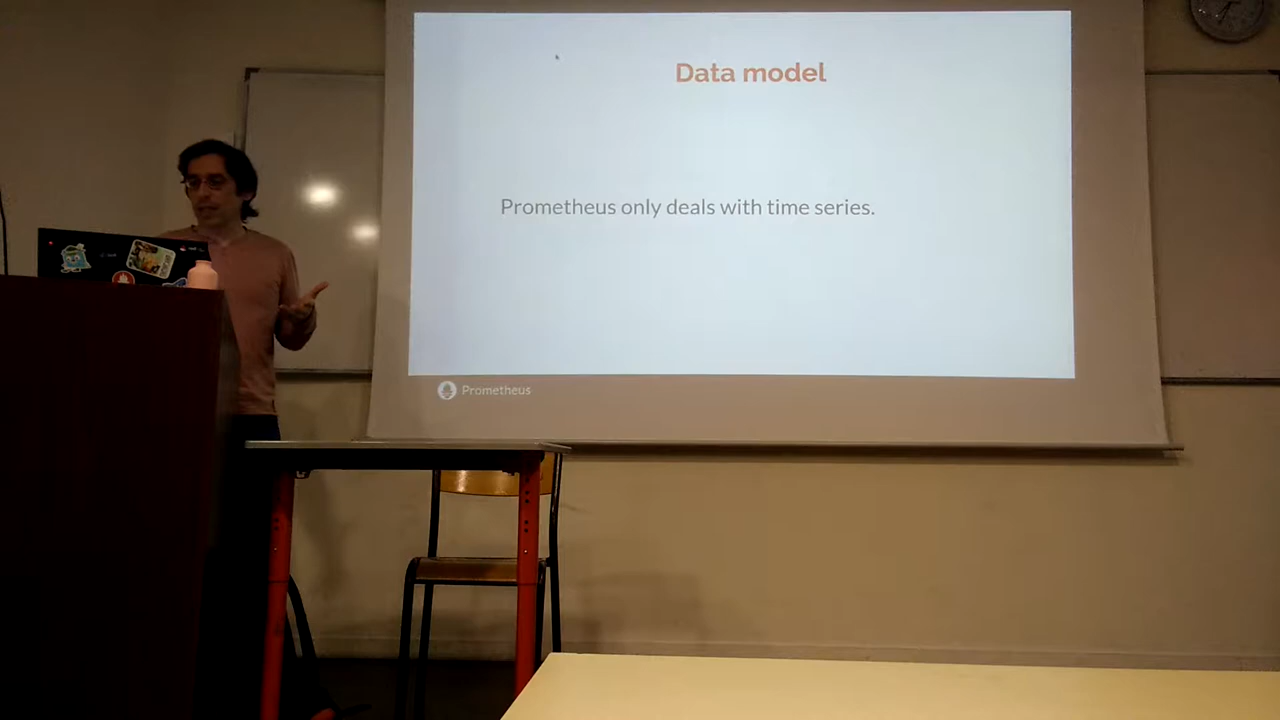 Data model
Prometheus only deals with time series.
Prometheus